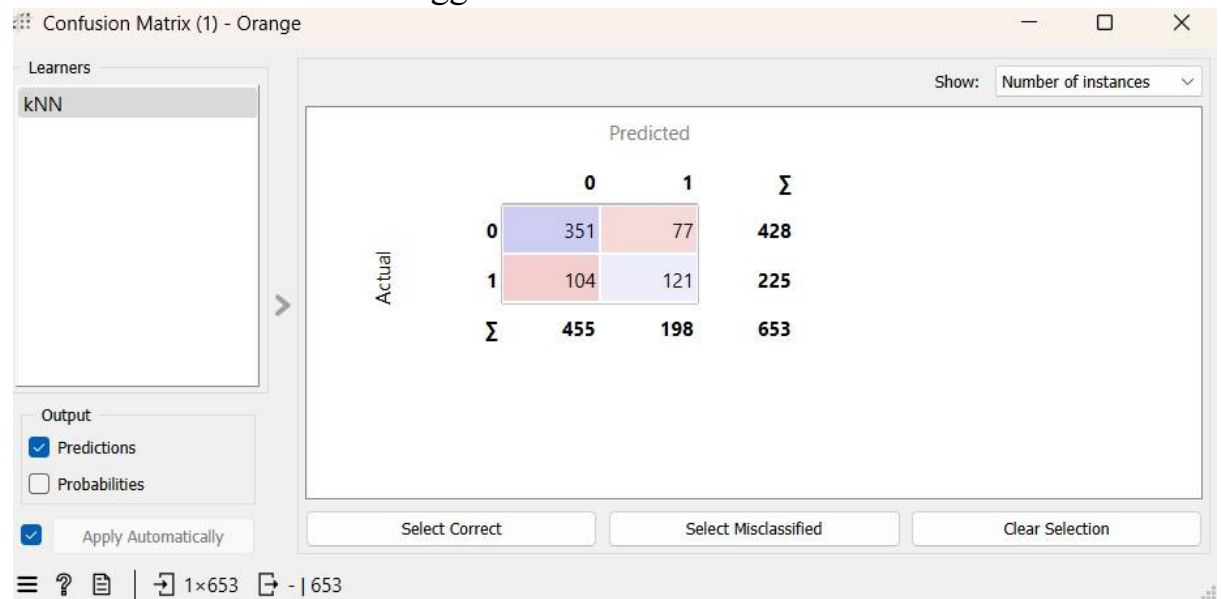 Confusion Matrix (1) - Orange
Learners
kNN
Show: Number of instances
Predicted
0 1 Σ
0 351 77 428
Actual
1 104 121 225
Σ 455 198 653
Output
Predictions
Probabilities
Apply Automatically
Select Correct Select Misclassified Clear Selection
1×653 - | 653